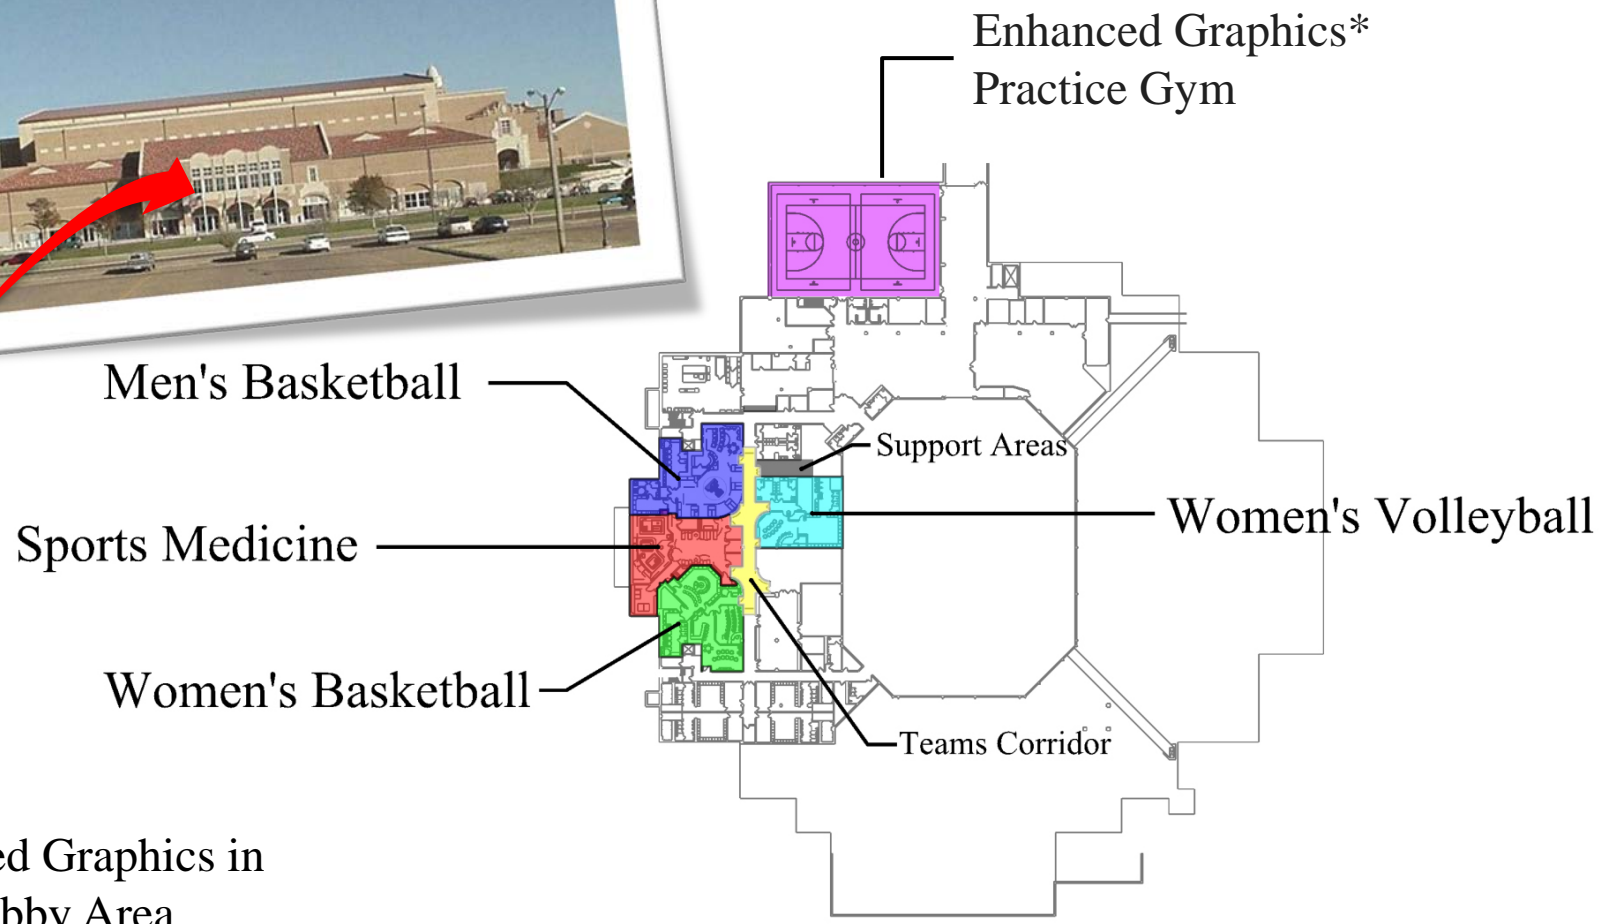 Enhanced Graphics*
Practice Gym
Men's Basketball
Support Areas
Women's Volleyball
Sports Medicine
Women's Basketball
Teams Corridor
Graphics in
Area